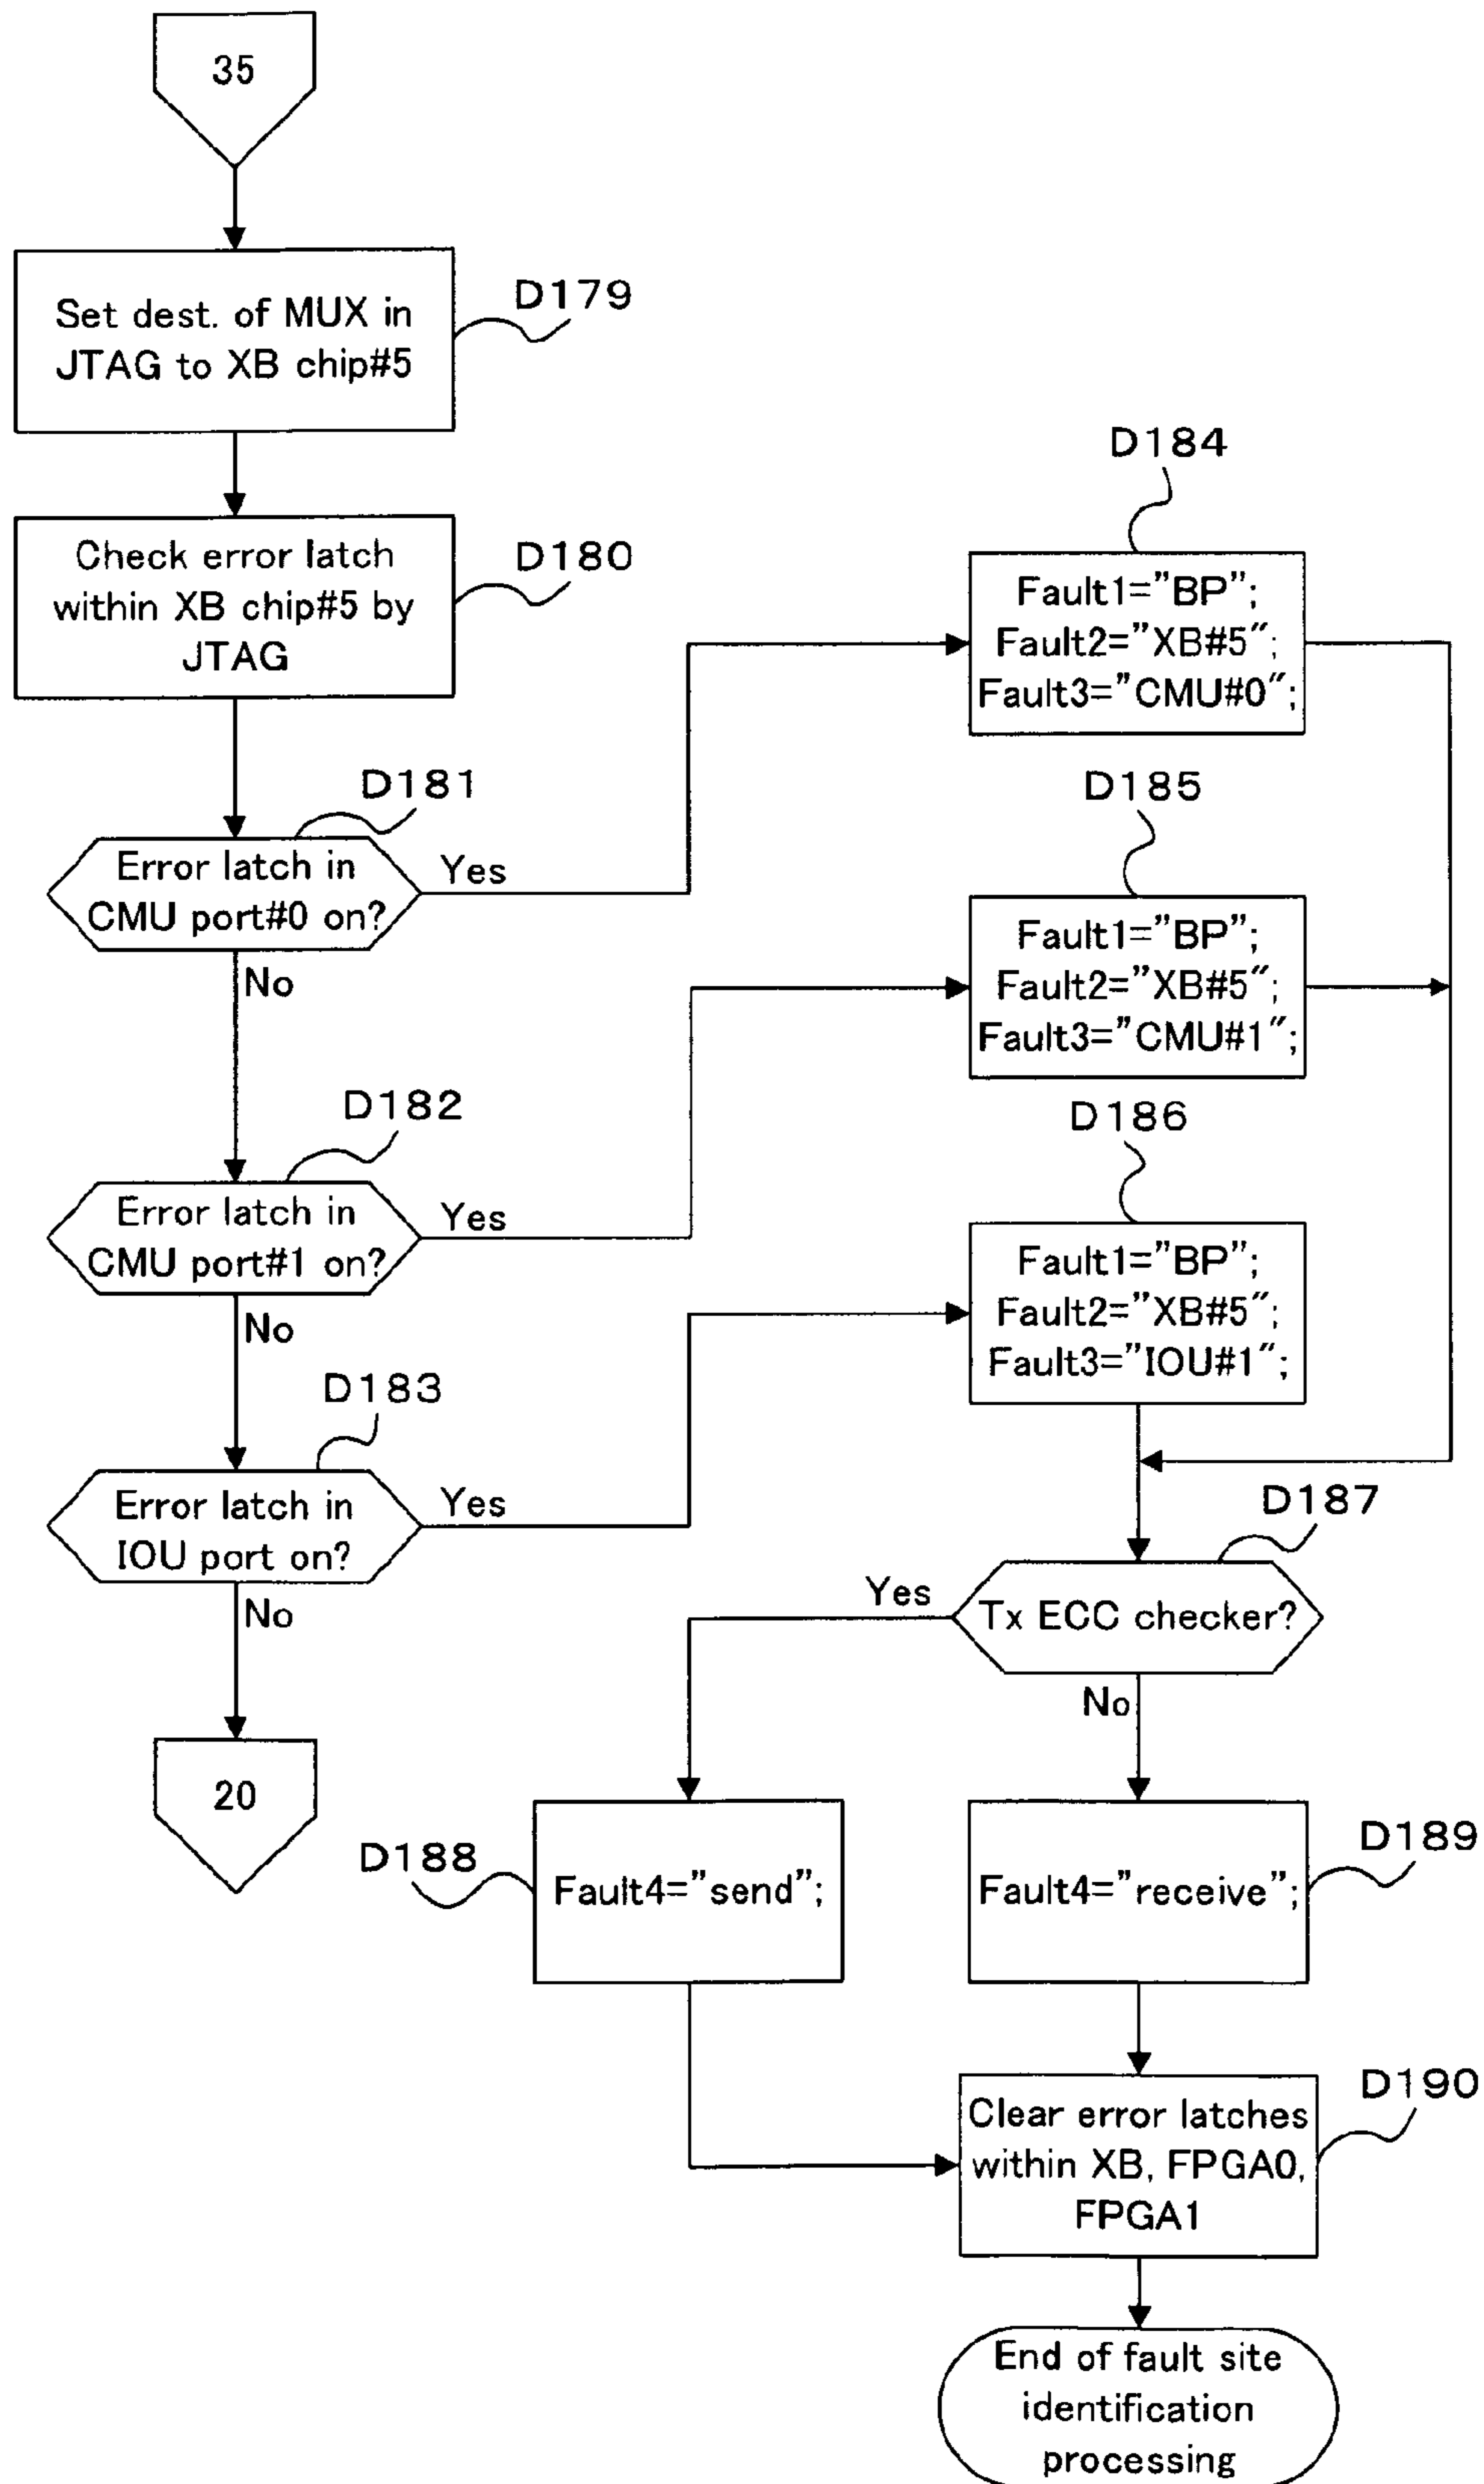 35
Set dest. of MUX in
JTAG to XB chip#5
D179
Check error latch
within XB chip#5 by
JTAG
D180
D181
Error latch in
CMU port#0 on?
Yes
No
D184
Fault1="BP";
Fault2="XB#5";
Fault3="CMU#0";
D182
Error latch in
CMU port#1 on?
Yes
No
D185
Fault1="BP";
Fault2="XB#5";
Fault3="CMU#1";
D183
Error latch in
IOU port on?
Yes
No
20
D186
Fault1="BP";
Fault2="XB#5";
Fault3="IOU#1";
D187
Tx ECC checker?
Yes
No
D188
Fault4="send";
D189
Fault4="receive";
D190
Clear error latches
within XB, FPGA0,
FPGA1
End of fault site
identification
processing